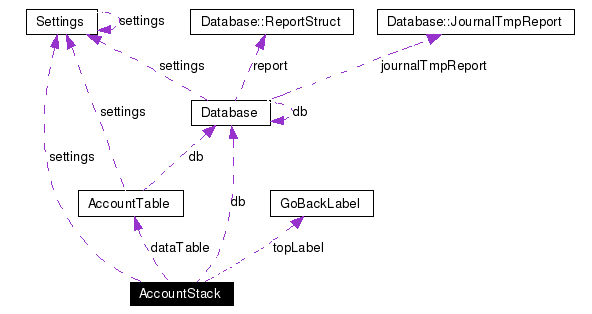 Settings
settings
Database::ReportStruct
Database::JournalTmpReport
settings
report
journalTmpReport
settings
Database
db
settings
db
AccountTable
db
GoBackLabel
dataTable
topLabel
AccountStack